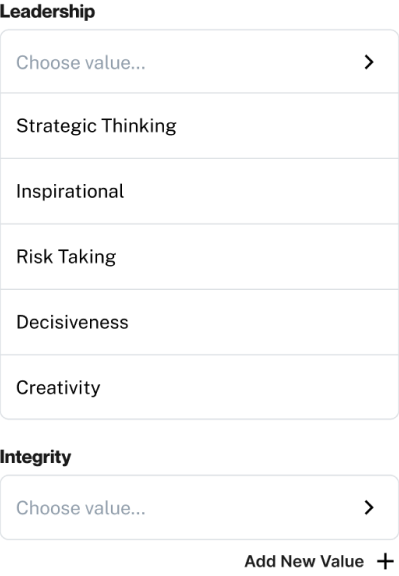 Leadership
Choose value...
Strategic Thinking
Inspirational
Risk Taking
Decisiveness
Creativity
Integrity
Choose value...
Add New Value